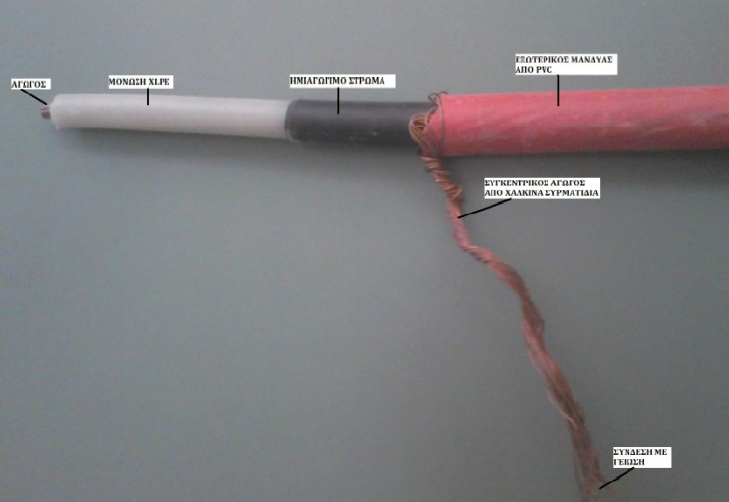 ΑΓΩΓΟΣ
ΜΟΝΩΣΗ XLPE
ΗΜΙΑΓΩΓΙΜΟ ΣΤΡΩΜΑ
ΕΞΩΤΕΡΙΚΟΣ ΜΑΝΔΥΑΣ
ΑΠΟ PVC
ΣΥΓΚΕΝΤΡΙΚΟΣ ΑΓΩΓΟΣ
ΑΠΟ ΧΑΛΚΙΝΑ ΣΥΡΜΑΤΙΔΙΑ
ΣΥΝΔΕΣΗ ΜΕ
ΓΕΙΩΣΗ